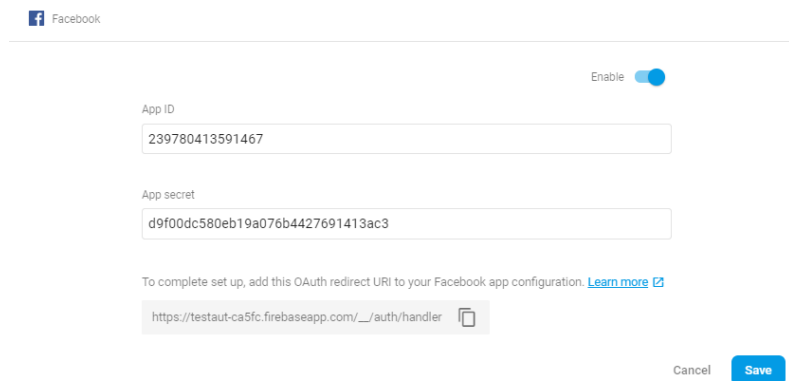 Facebook
Enable
App ID
239780413591467
App secret
d9f00dc580eb19a076b4427691413ac3
To complete set up, add this OAuth redirect URI to your Facebook app configuration. Learn more
https://testaut-ca5fc.firebaseapp.com/__/auth/handler
Cancel Save